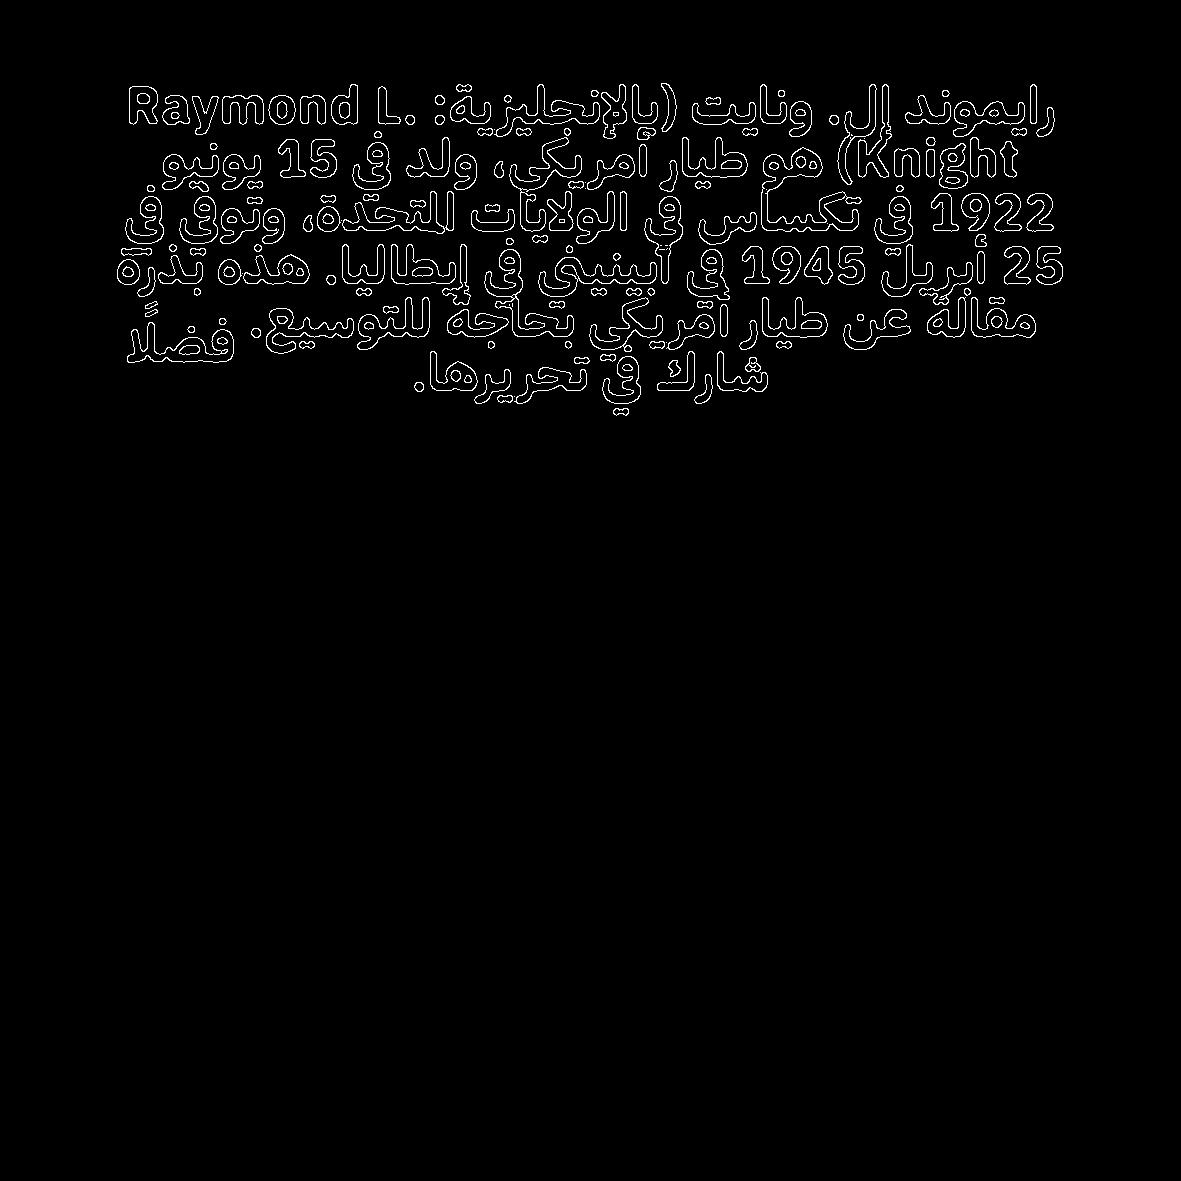 رايموند إل. ونايت (بالإنجليزية: Raymond L.
Knight) هو طيار أمريكي، ولد في 15 يونيو
1922 في تكساس في الولايات المتحدة، وتوفي في
25 أبريل 1945 في أبينيني في إيطاليا. هذه بذرة
مقالة عن طيار أمريكي بحاجة للتوسيع. فضلًا
شارك في تحريرها.